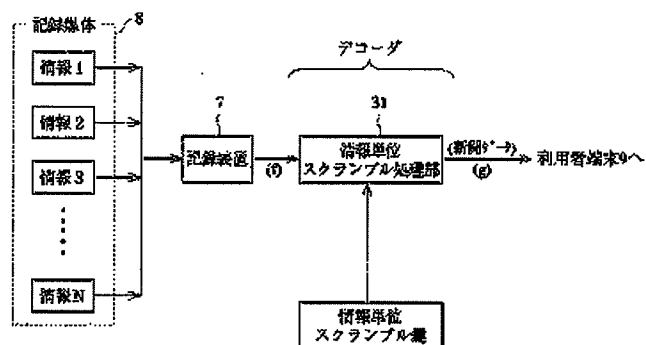 記録媒体
8
情報1
情報2
情報3
情報N
7
記録装置
(f)
デコーダ
31
情報単位
スクランブル処理部
(新聞データ)
(g)
利用者端末9へ
情報単位
スクランブル鍵